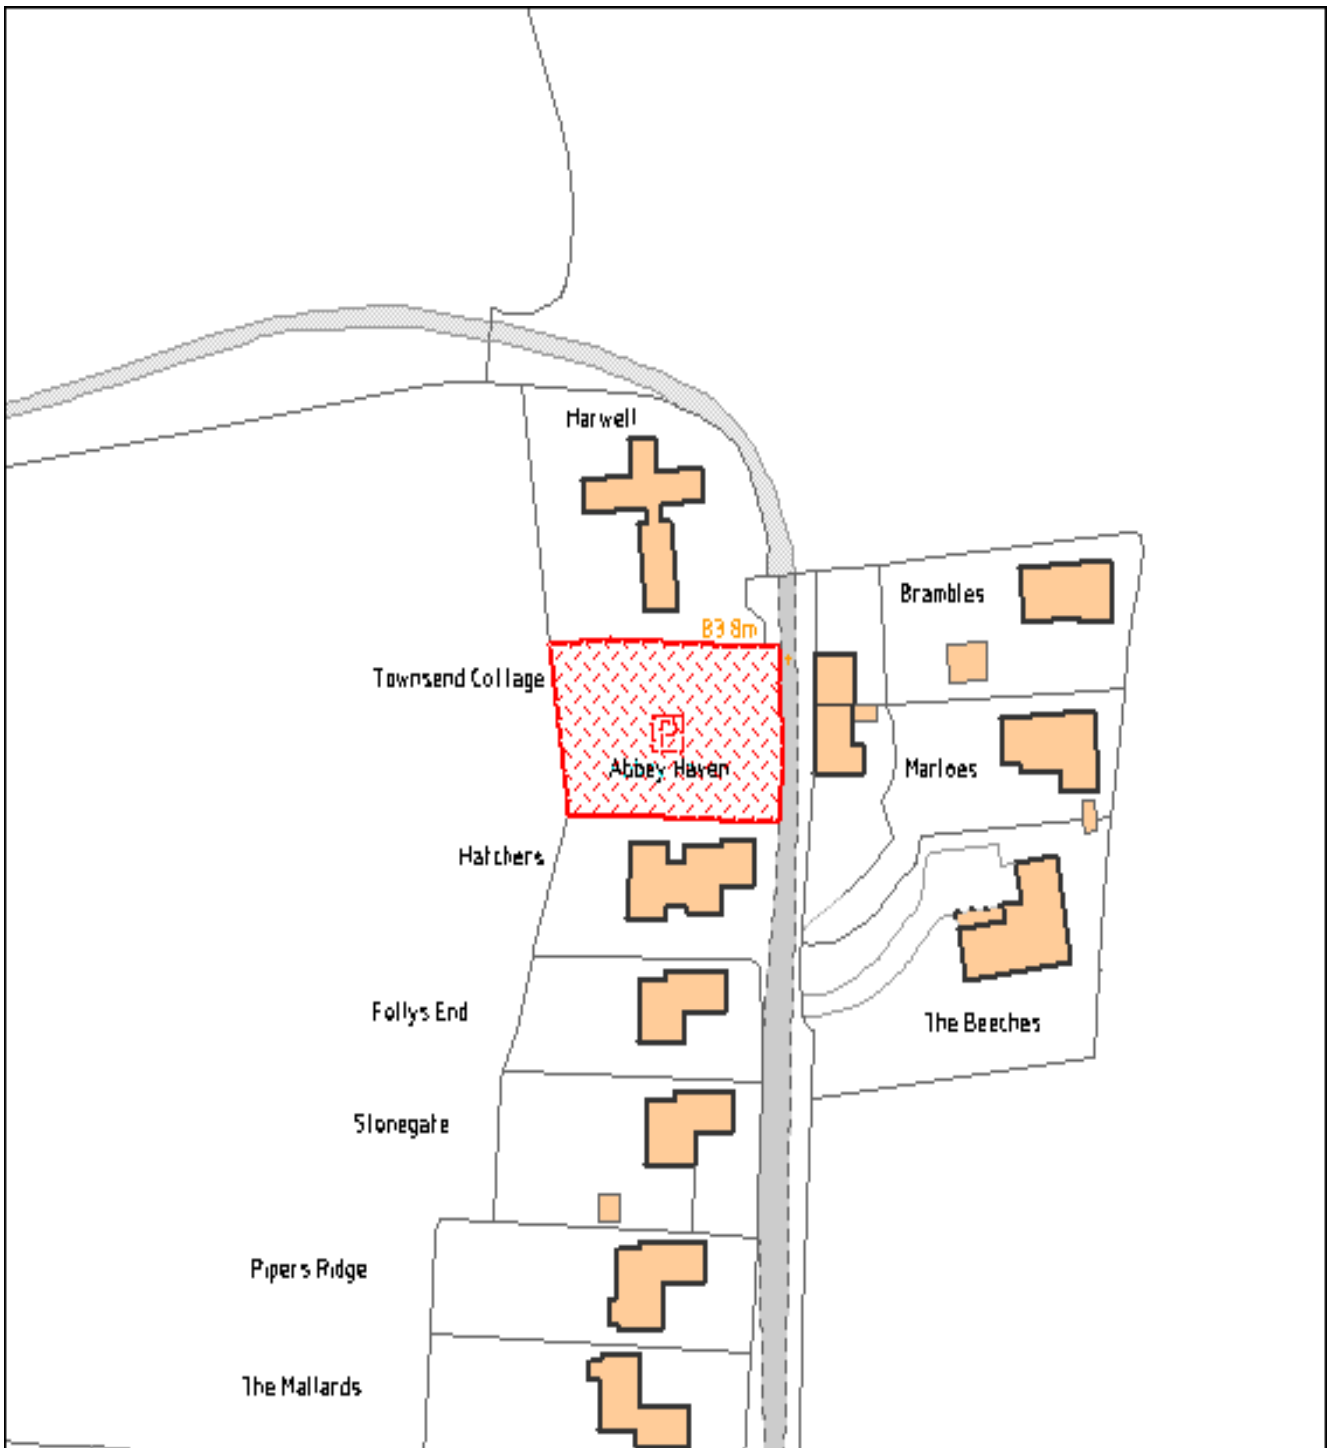 Harwell
Brambles
83.8m
Townsend Cottage
P
Abbey Haven
Marloes
Hatchers
Follys End
The Beeches
Stonegate
Pipers Ridge
The Mallards